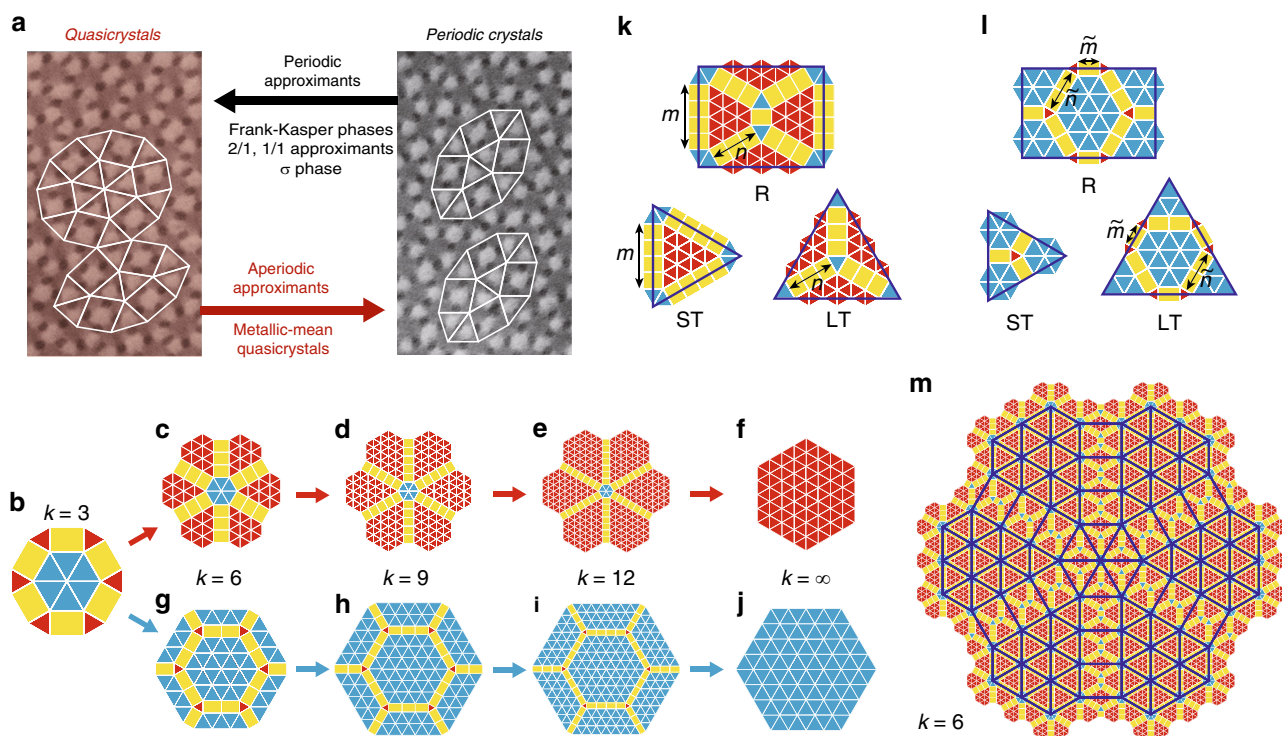 a
Quasicrystals
Periodic crystals
Periodic
approximants
Frank-Kasper phases
2/1, 1/1 approximants
σ phase
Aperiodic
approximants
Metallic-mean
quasicrystals
k
m
n
R
m
ST
n
LT
l
m̃
ñ
R
ST
m̃
ñ
LT
b
k = 3
c
d
e
f
k = 6
k = 9
k = 12
k = ∞
g
h
i
j
m
k = 6